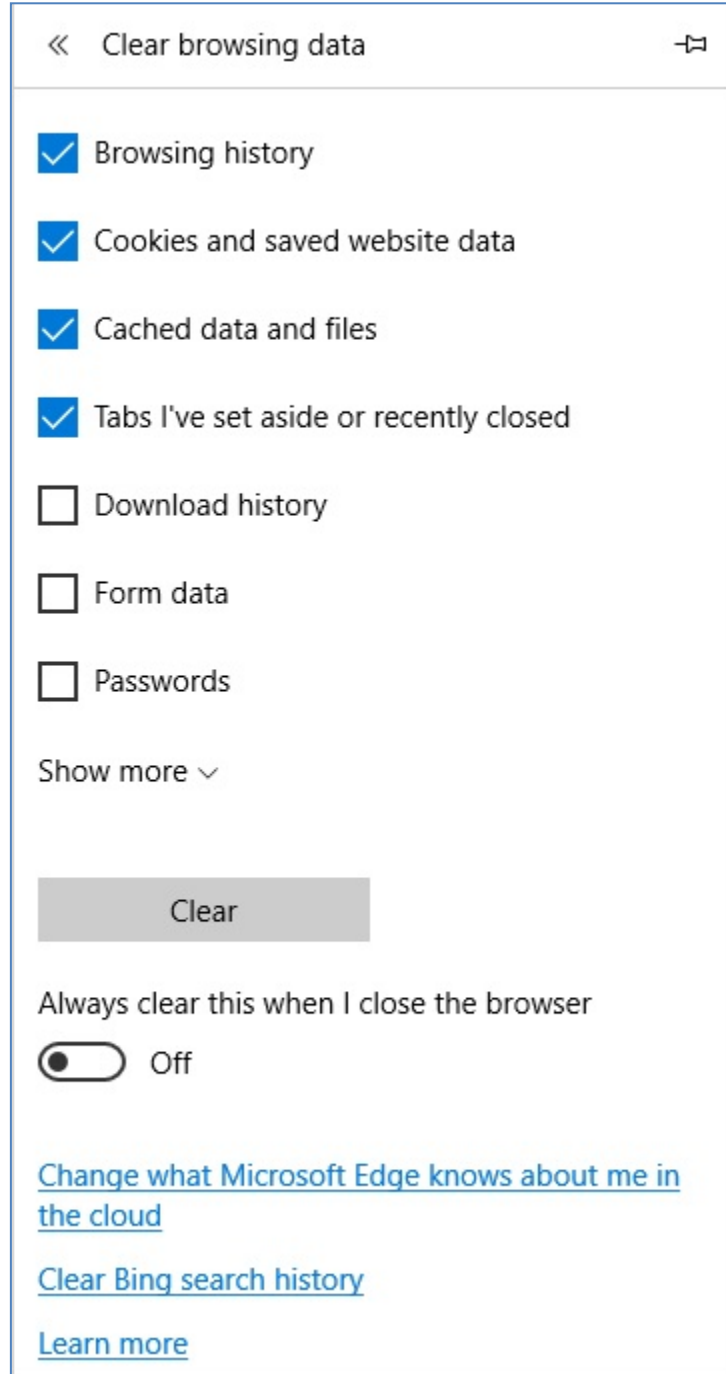 Clear browsing data
Browsing history
Cookies and saved website data
Cached data and files
Tabs I've set aside or recently closed
Download history
Form data
Passwords
Show more
Clear
Always clear this when I close the browser
Off
Change what Microsoft Edge knows about me in
the cloud
Clear Bing search history
Learn more